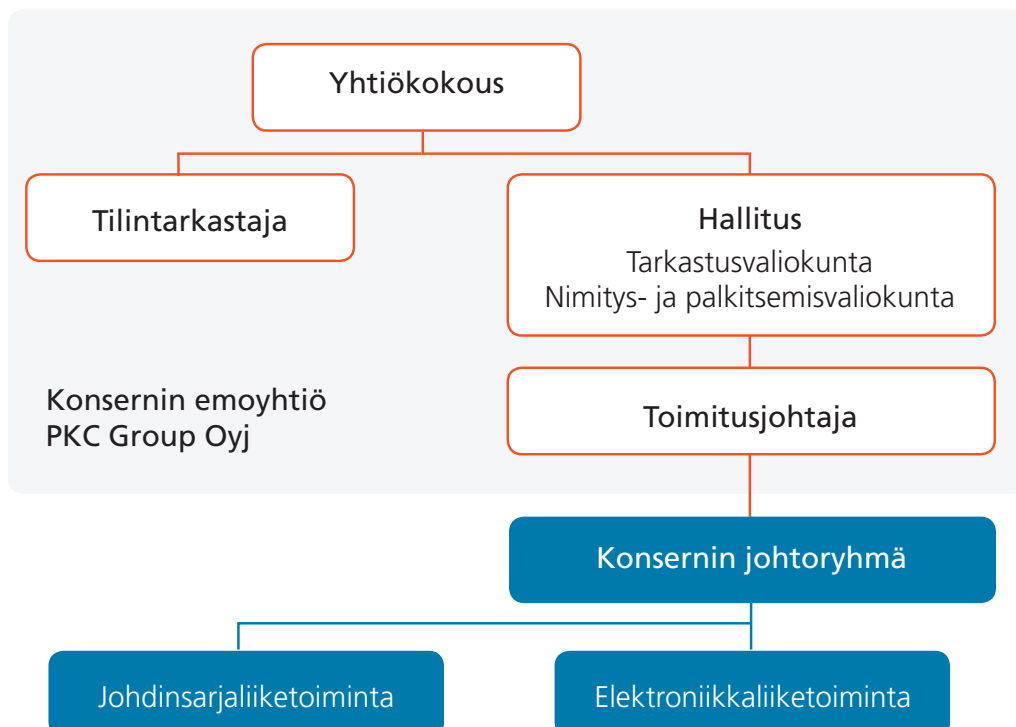 Yhtiökokous
Tilintarkastaja
Hallitus
Tarkastusvaliokunta
Nimitys- ja palkitsemisvaliokunta
Konsernin emoyhtiö
PKC Group Oyj
Toimitusjohtaja
Konsernin johtoryhmä
Johdinsarjaliiketoiminta
Elektroniikkaliiketoiminta